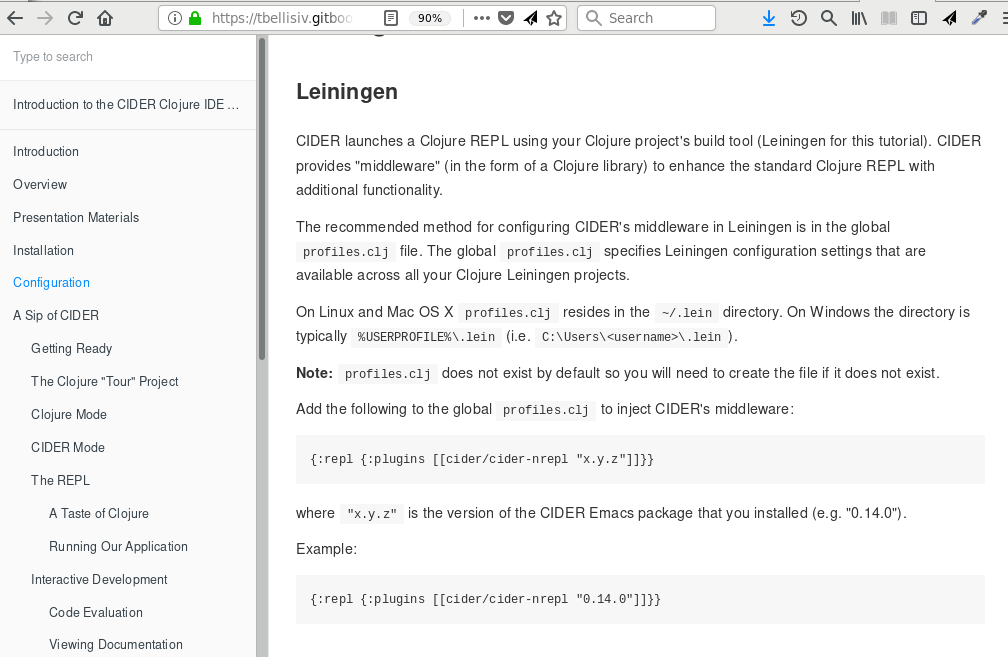 https://tbellisiv.gitboo
90%
Search
Type to search
Introduction to the CIDER Clojure IDE ...
Introduction
Overview
Presentation Materials
Installation
Configuration
A Sip of CIDER
Getting Ready
The Clojure "Tour" Project
Clojure Mode
CIDER Mode
The REPL
A Taste of Clojure
Running Our Application
Interactive Development
Code Evaluation
Viewing Documentation
Leiningen
CIDER launches a Clojure REPL using your Clojure project's build tool (Leiningen for this tutorial). CIDER
provides "middleware" (in the form of a Clojure library) to enhance the standard Clojure REPL with
additional functionality.
The recommended method for configuring CIDER's middleware in Leiningen is in the global
profiles.clj file. The global profiles.clj specifies Leiningen configuration settings that are
available across all your Clojure Leiningen projects.
On Linux and Mac OS X profiles.clj resides in the ~/.lein directory. On Windows the directory is
typically %USERPROFILE%\.lein (i.e. C:\Users\<username>\.lein ).
Note: profiles.clj does not exist by default so you will need to create the file if it does not exist.
Add the following to the global profiles.clj to inject CIDER's middleware:
{:repl {:plugins [[cider/cider-nrepl "x.y.z"]]}}
where "x.y.z" is the version of the CIDER Emacs package that you installed (e.g. "0.14.0").
Example:
{:repl {:plugins [[cider/cider-nrepl "0.14.0"]]}}